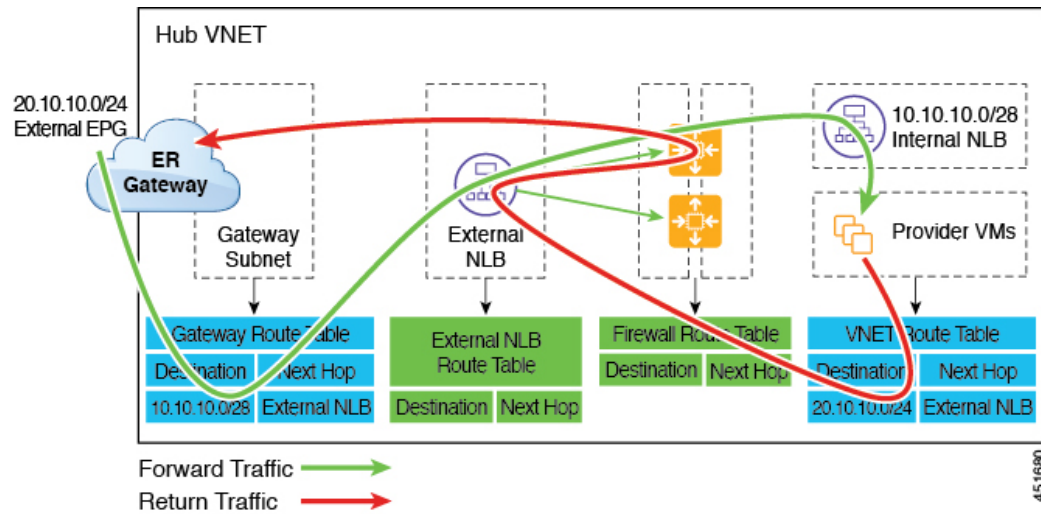 Hub VNET
20.10.10.0/24
External EPG
ER
Gateway
Gateway
Subnet
External
NLB
10.10.10.0/28
Internal NLB
Provider VMs
Gateway Route Table
Destination
Next Hop
10.10.10.0/28
External NLB
External NLB
Route Table
Destination
Next Hop
Firewall Route Table
Destination
Next Hop
VNET Route Table
Destination
Next Hop
20.10.10.0/24
External NLB
Forward Traffic
Return Traffic
451680